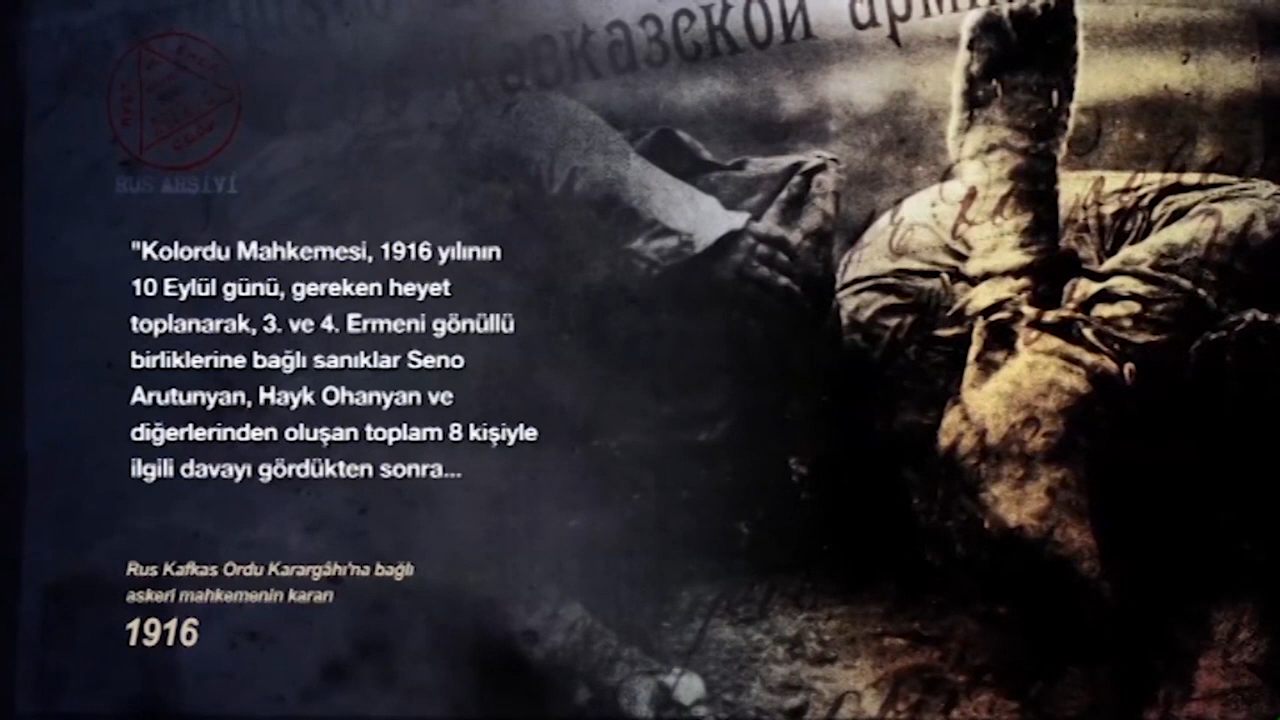 Кавказской арм
RUS ARŞİVİ
"Kolordu Mahkemesi, 1916 yılının
10 Eylül günü, gereken heyet
toplanarak, 3. ve 4. Ermeni gönüllü
birliklerine bağlı sanıklar Seno
Arutunyan, Hayk Ohanyan ve
diğerlerinden oluşan toplam 8 kişiyle
ilgili davayı gördükten sonra...
Rus Kafkas Ordu Karargâhı'na bağlı
askeri mahkemenin kararı
1916